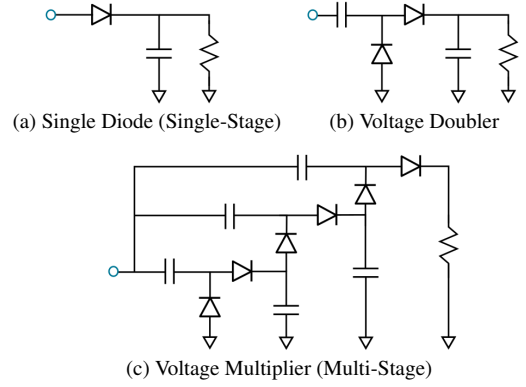 (a) Single Diode (Single-Stage)
(b) Voltage Doubler
(c) Voltage Multiplier (Multi-Stage)